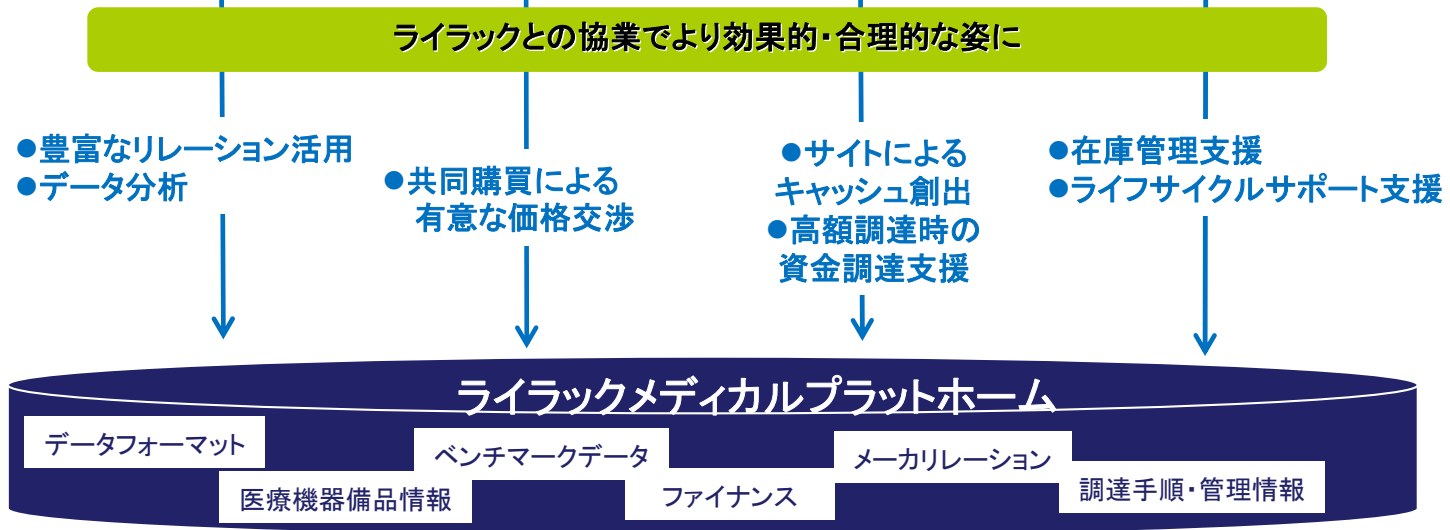 ライラックとの協業でより効果的・合理的な姿に
●豊富なリレーション活用
●データ分析
●共同購買による
有意な価格交渉
●サイトによる
キャッシュ創出
●高額調達時の
資金調達支援
●在庫管理支援
●ライフサイクルサポート支援
ライラックメディカルプラットホーム
データフォーマット
ベンチマークデータ
メーカリレーション
医療機器備品情報
ファイナンス
調達手順・管理情報